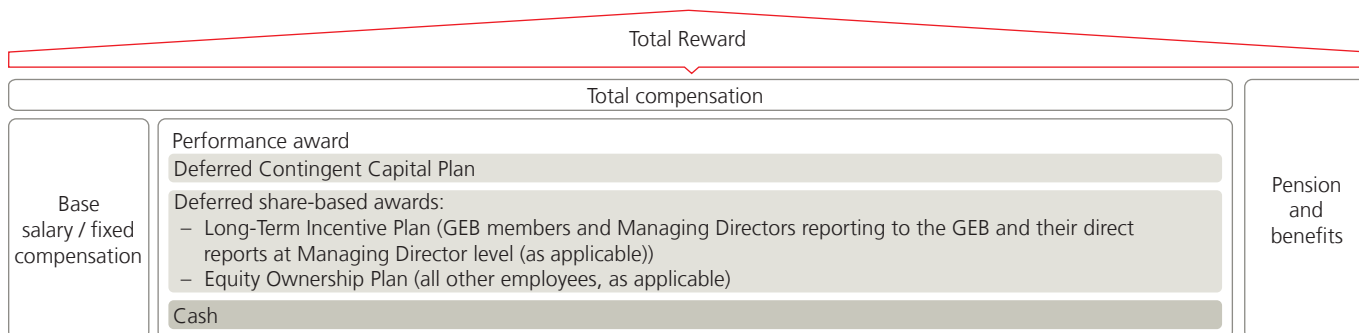 Total Reward
Total compensation
Base
salary / fixed
compensation
Performance award
Deferred Contingent Capital Plan
Deferred share-based awards:
– Long-Term Incentive Plan (GEB members and Managing Directors reporting to the GEB and their direct
reports at Managing Director level (as applicable))
– Equity Ownership Plan (all other employees, as applicable)
Cash
Pension
and
benefits